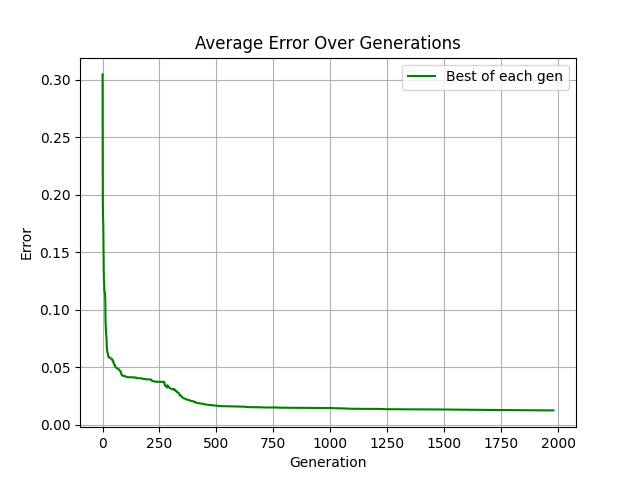 Average Error Over Generations
Best of each gen
Error
0.30
0.25
0.20
0.15
0.10
0.05
0.00
0 250 500 750 1000 1250 1500 1750 2000
Generation